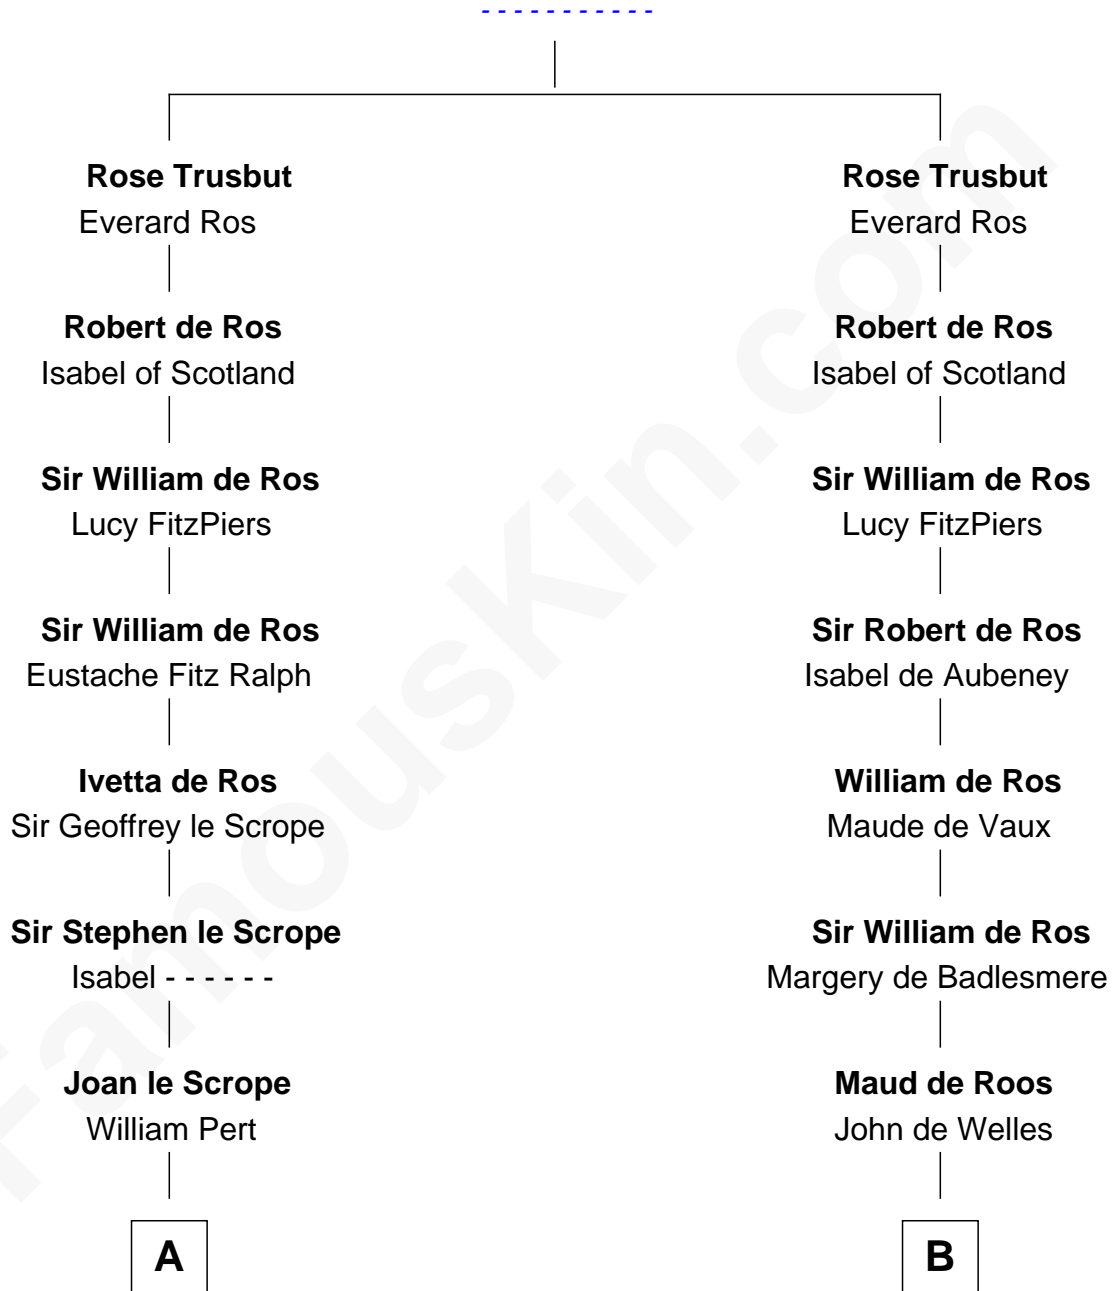 - - - - - - - - - - -
Rose Trusbut
Everard Ros
Rose Trusbut
Everard Ros
Robert de Ros
Isabel of Scotland
Robert de Ros
Isabel of Scotland
Sir William de Ros
Lucy FitzPiers
Sir William de Ros
Lucy FitzPiers
Sir William de Ros
Eustache Fitz Ralph
Sir Robert de Ros
Isabel de Aubeney
Ivetta de Ros
Sir Geoffrey le Scrope
William de Ros
Maude de Vaux
Sir Stephen le Scrope
Isabel - - - - - -
Sir William de Ros
Margery de Badlesmere
Joan le Scrope
William Pert
Maud de Roos
John de Welles
A
B
FamousKin.com